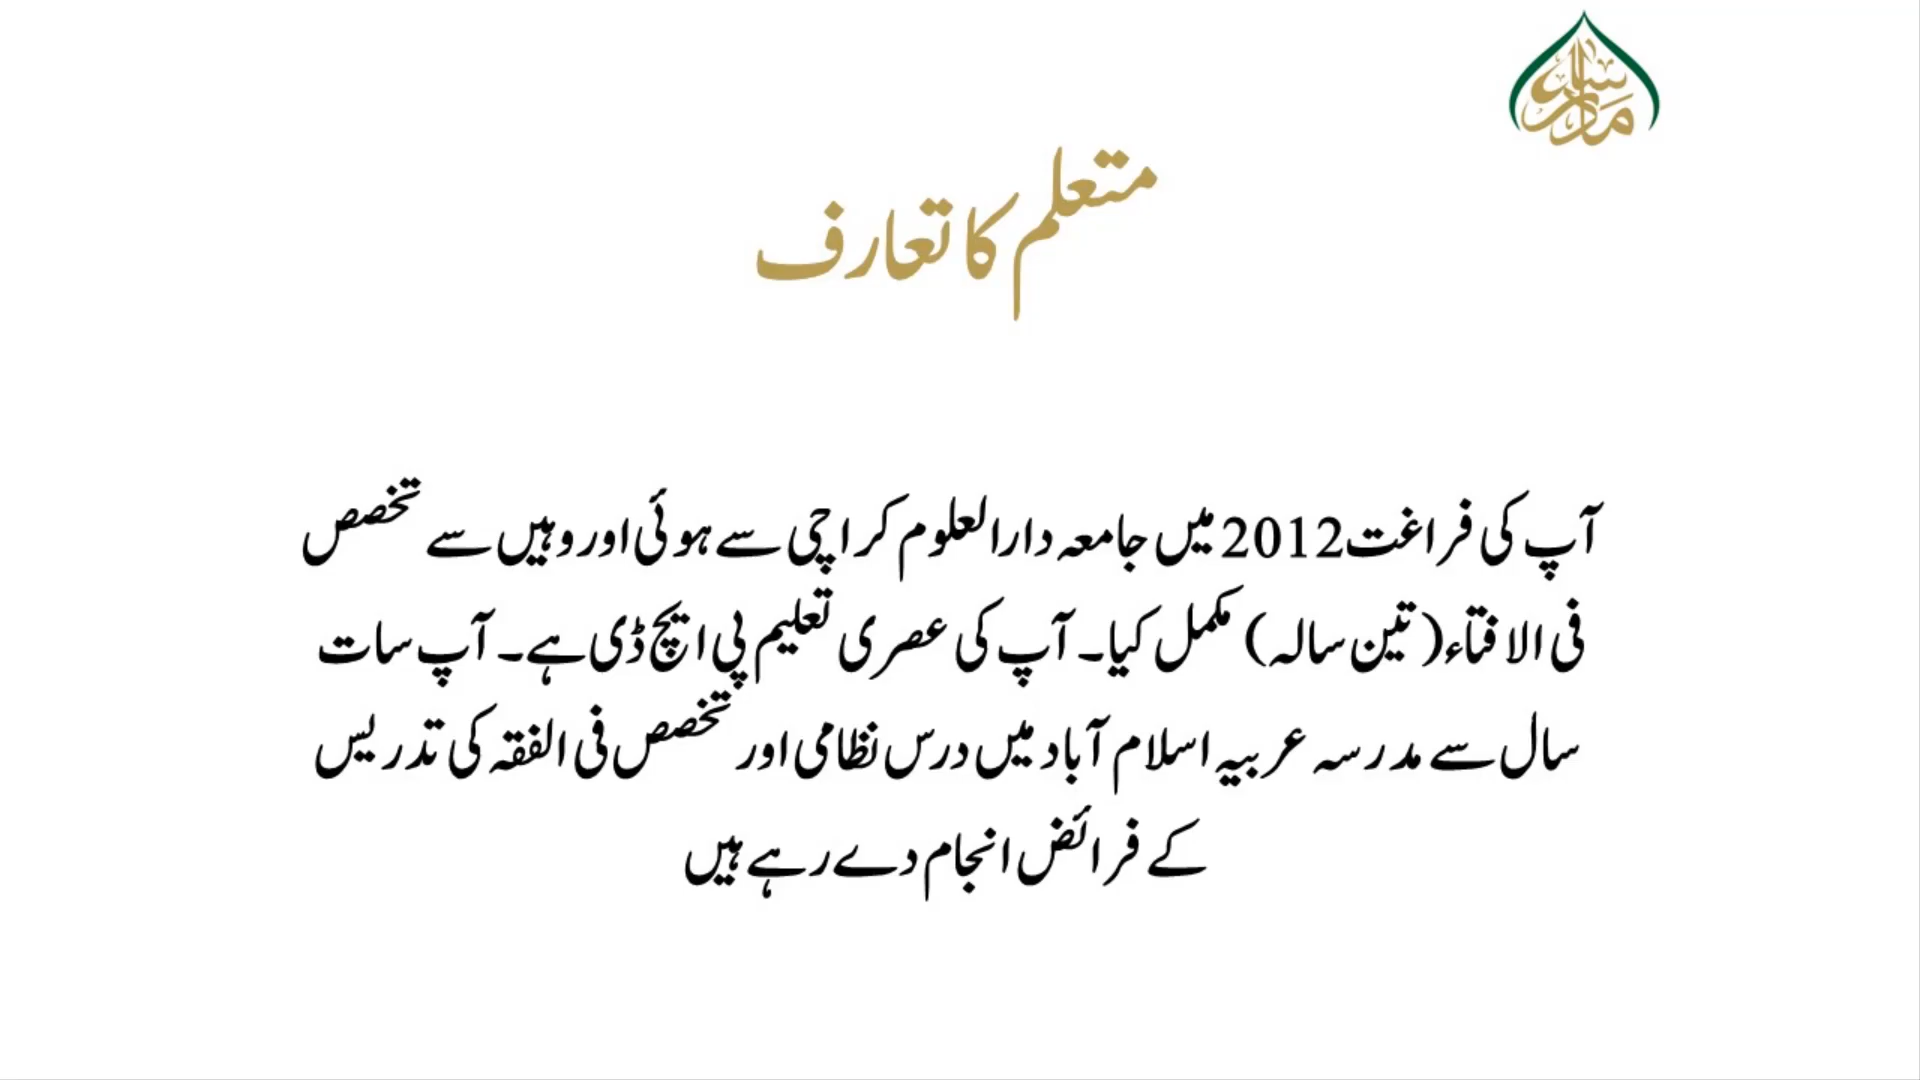 متعلم کا تعارف
آپ کی فراغت2012 میں جامعہ دارالعلوم کراچی سے ہوئی اور وہیں سے تخصص
فی الافتاء(تین سالہ) مکمل کیا۔ آپ کی عصری تعلیم پی ایچ ڈی ہے۔ آپ سات
سال سے مدرسہ عربیہ اسلام آباد میں درس نظامی اور تخصص فی الفقہ کی تدریس
کے فرائض انجام دے رہے ہیں